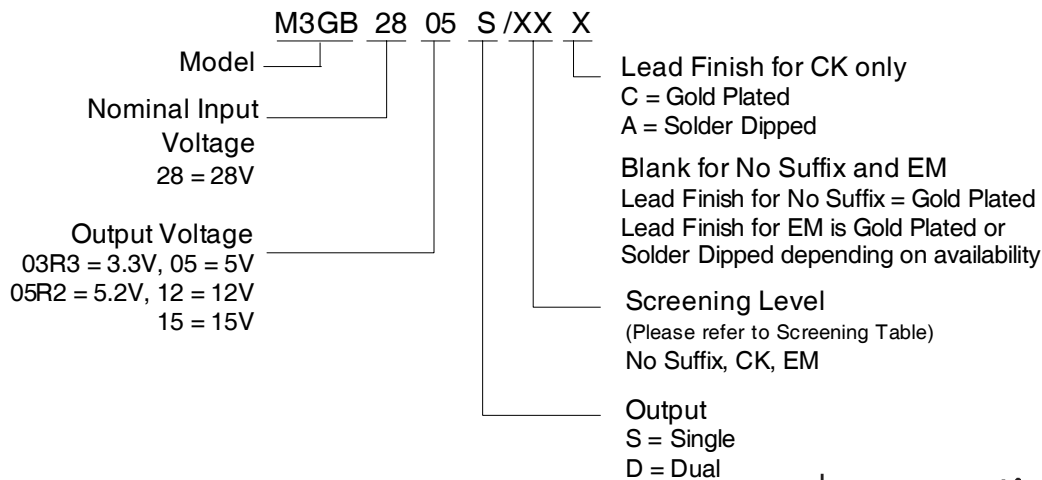 M3GB 28 05 S /XX X
Model
Nominal Input
Voltage
28 = 28V
Output Voltage
03R3 = 3.3V, 05 = 5V
05R2 = 5.2V, 12 = 12V
15 = 15V
Lead Finish for CK only
C = Gold Plated
A = Solder Dipped
Blank for No Suffix and EM
Lead Finish for No Suffix = Gold Plated
Lead Finish for EM is Gold Plated or
Solder Dipped depending on availability
Screening Level
(Please refer to Screening Table)
No Suffix, CK, EM
Output
S = Single
D = Dual